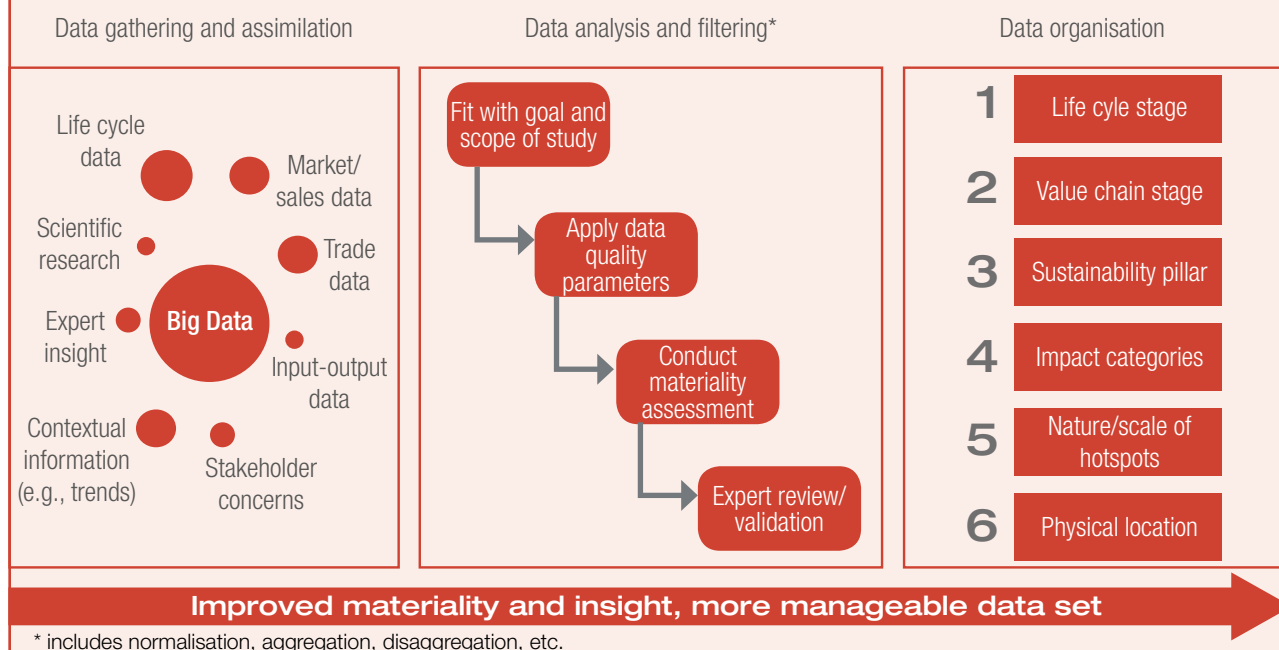 Data gathering and assimilation
Data analysis and filtering*
Data organisation
Life cycle
data
Market/
sales data
Scientific
research
Trade
data
Expert
insight
Big Data
Input-output
data
Contextual
information
(e.g., trends)
Stakeholder
concerns
Fit with goal and
scope of study
Apply data
quality
parameters
Conduct
materiality
assessment
Expert review/
validation
1 Life cyle stage
2 Value chain stage
3 Sustainability pillar
4 Impact categories
5 Nature/scale of
hotspots
6 Physical location
Improved materiality and insight, more manageable data set
* includes normalisation, aggregation, disaggregation, etc.